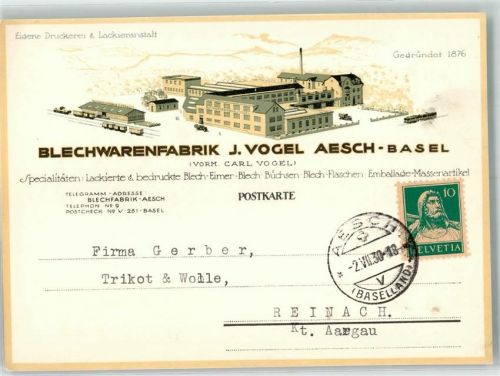 Eigene Druckerei & Lackieranstalt
Gegründet 1876
BLECHWARENFABRIK J. VOGEL AESCH-BASEL
(VORM. CARL VOGEL)
Spezialitäten: Lackierte & bedruckte Blech-Eimer-Blech Büchsen Blech-Flaschen Emballage-Massenartikel
TELEGRAMM-ADRESSE:
BLECHFABRIK-AESCH
TELEPHON No 9
POSTCHECK No V-251-BASEL
POSTKARTE
10
HELVETIA
AESCH
-2.VII.30-18
V
(BASELLAND)
Firma Gerber,
Trikot & Wolle,
REINACH.
Kt. Aargau